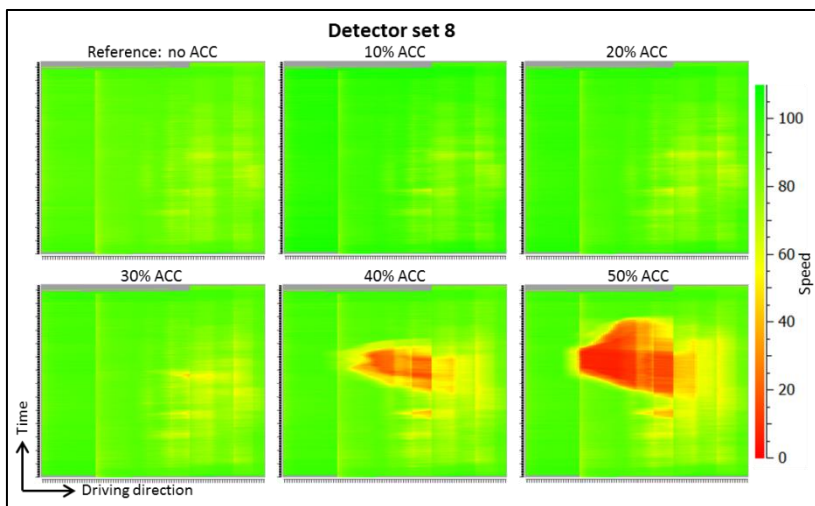 Detector set 8
Reference: no ACC
10% ACC
20% ACC
30% ACC
40% ACC
50% ACC
100
80
60
40
20
0
Speed
Time
Driving direction